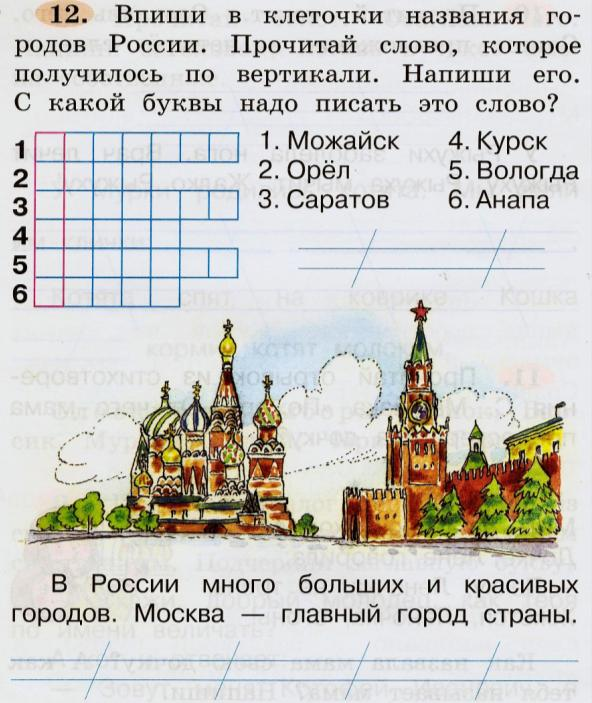 12. Впиши в клеточки названия го-
родов России. Прочитай слово, которое
получилось по вертикали. Напиши его.
С какой буквы надо писать это слово?
1
2
3
4
5
6
1. Можайск 4. Курск
2. Орёл 5. Вологда
3. Саратов 6. Анапа
В России много больших и красивых
городов. Москва — главный город страны.